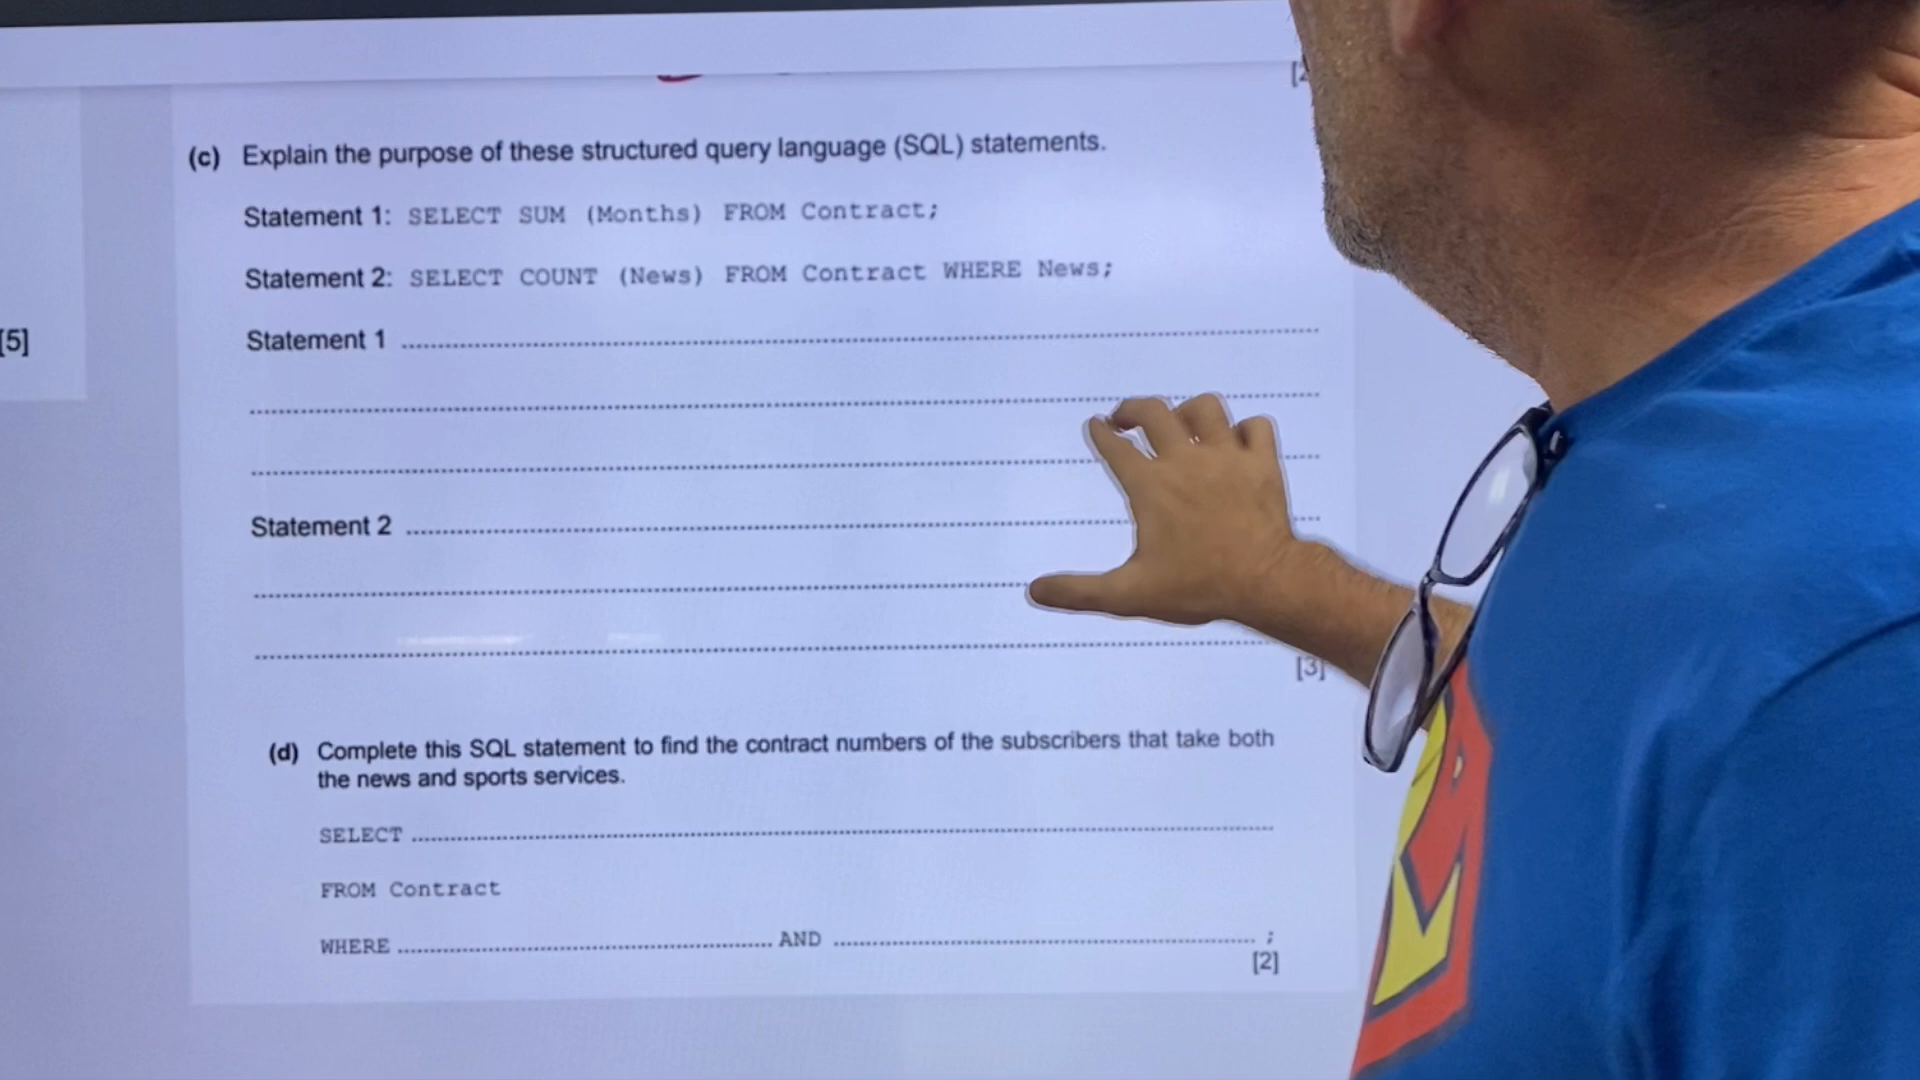 (c) Explain the purpose of these structured query language (SQL) statements.
Statement 1: SELECT SUM (Months) FROM Contract;
Statement 2: SELECT COUNT (News) FROM Contract WHERE News;
[5]
Statement 1
Statement 2
[3]
(d) Complete this SQL statement to find the contract numbers of the subscribers that take both
the news and sports services.
SELECT
FROM Contract
WHERE AND ;
[2]